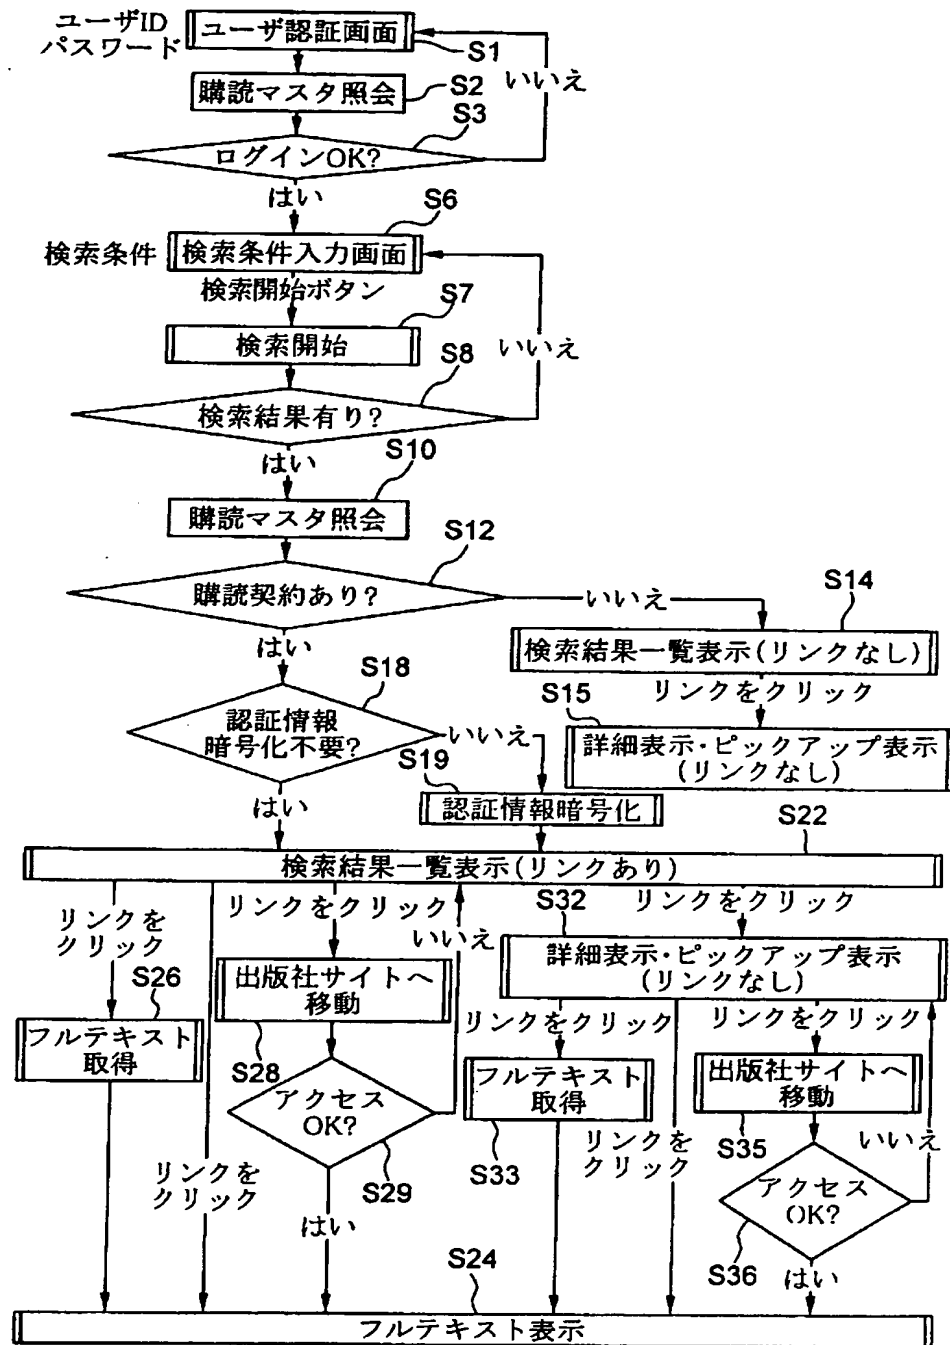 ユーザID
パスワード
ユーザ認証画面
S1
いいえ
購読マスタ照会
S2
S3
ログインOK?
はい
S6
検索条件
検索条件入力画面
検索開始ボタン
S7
検索開始
いいえ
S8
検索結果有り?
はい
S10
購読マスタ照会
S12
購読契約あり?
いいえ
S14
はい
検索結果一覧表示(リンクなし)
S18
リンクをクリック
S15
認証情報
暗号化不要?
いいえ
詳細表示・ピックアップ表示
(リンクなし)
S19
はい
認証情報暗号化
S22
検索結果一覧表示(リンクあり)
リンクを
クリック
リンクをクリック
いいえ
S32
リンクをクリック
詳細表示・ピックアップ表示
(リンクなし)
S26
出版社サイトへ
移動
リンクをクリック
リンクをクリック
フルテキスト
取得
S28
フルテキスト
取得
出版社サイトへ
移動
アクセス
OK?
S33
S35
いいえ
リンクを
クリック
S29
リンクを
クリック
アクセス
OK?
はい
S36
はい
S24
フルテキスト表示